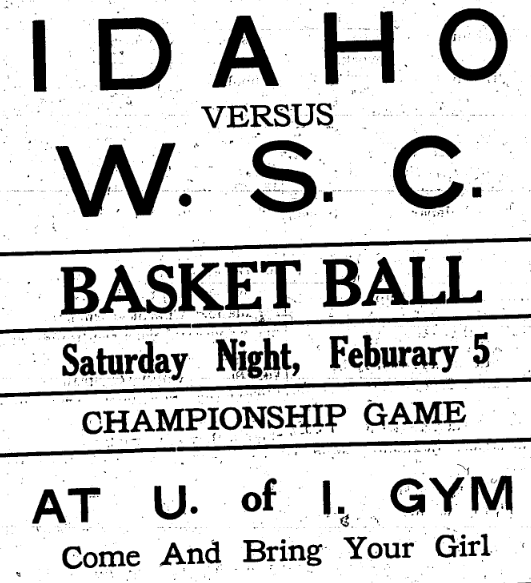 IDAHO
VERSUS
W. S. C.
BASKET BALL
Saturday Night, Feburary 5
CHAMPIONSHIP GAME
AT U. of I. GYM
Come And Bring Your Girl